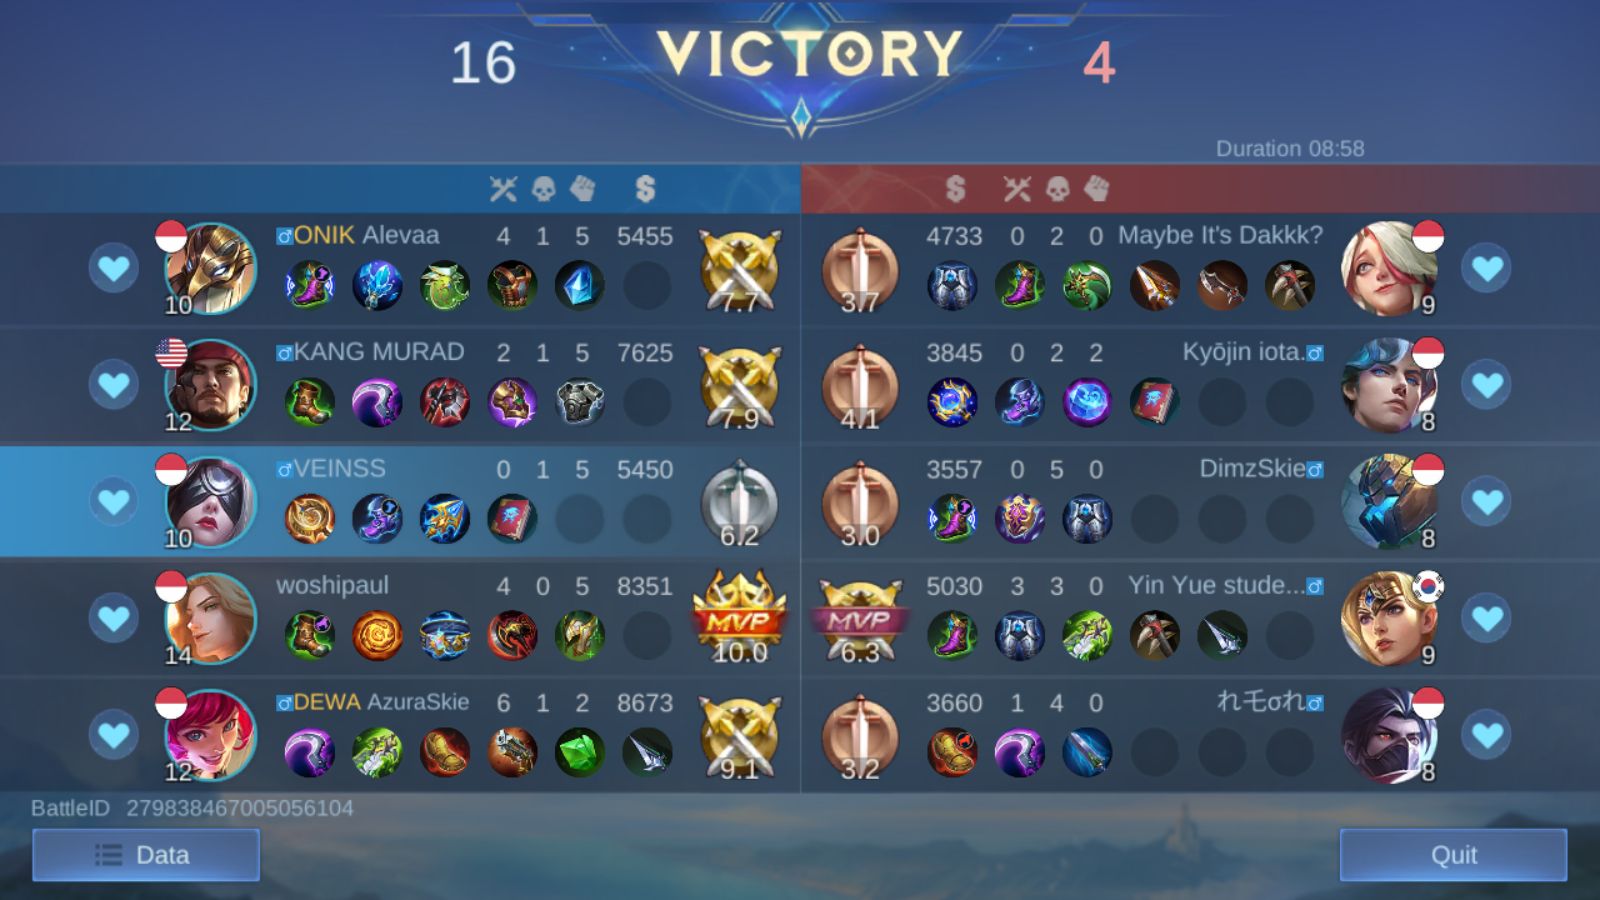 16 VICTORY 4
Duration 08:58
♂ONIK Alevaa 4 1 5 5455
10 7.7
4733 0 2 0 Maybe It's Dakkk?
3.7 9
♂KANG MURAD 2 1 5 7625
12 7.9
3845 0 2 2 Kyōjin iota.♂
4.1 8
♂VEINSS 0 1 5 5450
10 6.2
3557 0 5 0 DimzSkie♂
3.0 8
woshipaul 4 0 5 8351
14 MVP 10.0
5030 3 3 0 Yin Yue stude...♂
MVP 6.3 9
♂DEWA AzuraSkie 6 1 2 8673
12 9.1
3660 1 4 0 れ乇σれ♂
3.2 8
BattleID 279838467005056104
Data
Quit